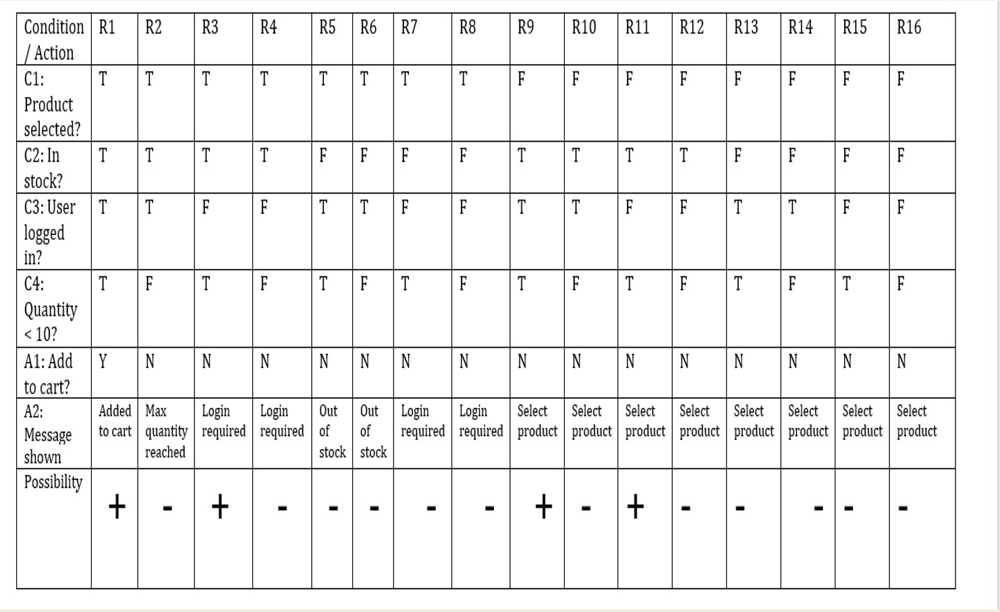 Condition R1 R2 R3 R4 R5 R6 R7 R8 R9 R10 R11 R12 R13 R14 R15 R16
/ Action
C1: T T T T T T T T F F F F F F F F
Product
selected?
C2: In T T T T F F F F T T T T F F F F
stock?
C3: User T T F F T T F F T T F F T T F F
logged
in?
C4: T F T F T F T F T F T F T F T F
Quantity
< 10?
A1: Add Y N N N N N N N N N N N N N N N
to cart?
A2: Added Max Login Login Out Out Login Login Select Select Select Select Select Select Select Select
Message to cart quantity required required of of required required product product product product product product product product
shown reached stock stock
Possibility
+ - + - - - - - + - + - - - - -